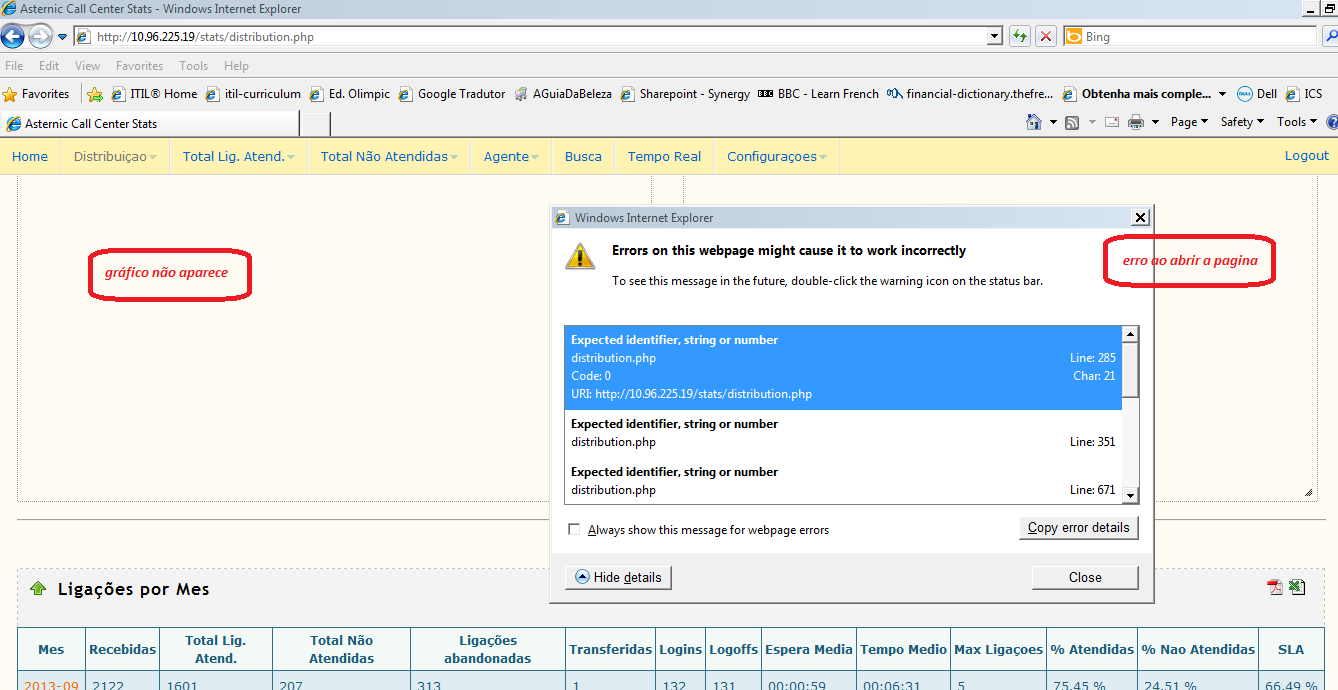 Asternic Call Center Stats - Windows Internet Explorer
http://10.96.225.19/stats/distribution.php
Bing
File Edit View Favorites Tools Help
Favorites ITIL® Home itil-curriculum Ed. Olimpic Google Tradutor AGuiaDaBeleza Sharepoint - Synergy BBC BBC - Learn French financial-dictionary.thefre... Obtenha mais comple... DELL Dell ICS
Asternic Call Center Stats
Page Safety Tools
Home Distribuiçao Total Lig. Atend. Total Não Atendidas Agente Busca Tempo Real Configuraçoes Logout
gráfico não aparece
Windows Internet Explorer
Errors on this webpage might cause it to work incorrectly
To see this message in the future, double-click the warning icon on the status bar.
erro ao abrir a pagina
Expected identifier, string or number
distribution.php Line: 285
Code: 0 Char: 21
URI: http://10.96.225.19/stats/distribution.php
Expected identifier, string or number
distribution.php Line: 351
Expected identifier, string or number
distribution.php Line: 671
Always show this message for webpage errors
Copy error details
Hide details
Close
Ligações por Mes
Mes Recebidas Total Lig. Atend. Total Não Atendidas Ligações abandonadas Transferidas Logins Logoffs Espera Media Tempo Medio Max Ligaçoes % Atendidas % Nao Atendidas SLA
2013-09 2122 1601 207 313 1 132 131 00:00:59 00:06:31 5 75.45 % 24.51 % 66.49 %